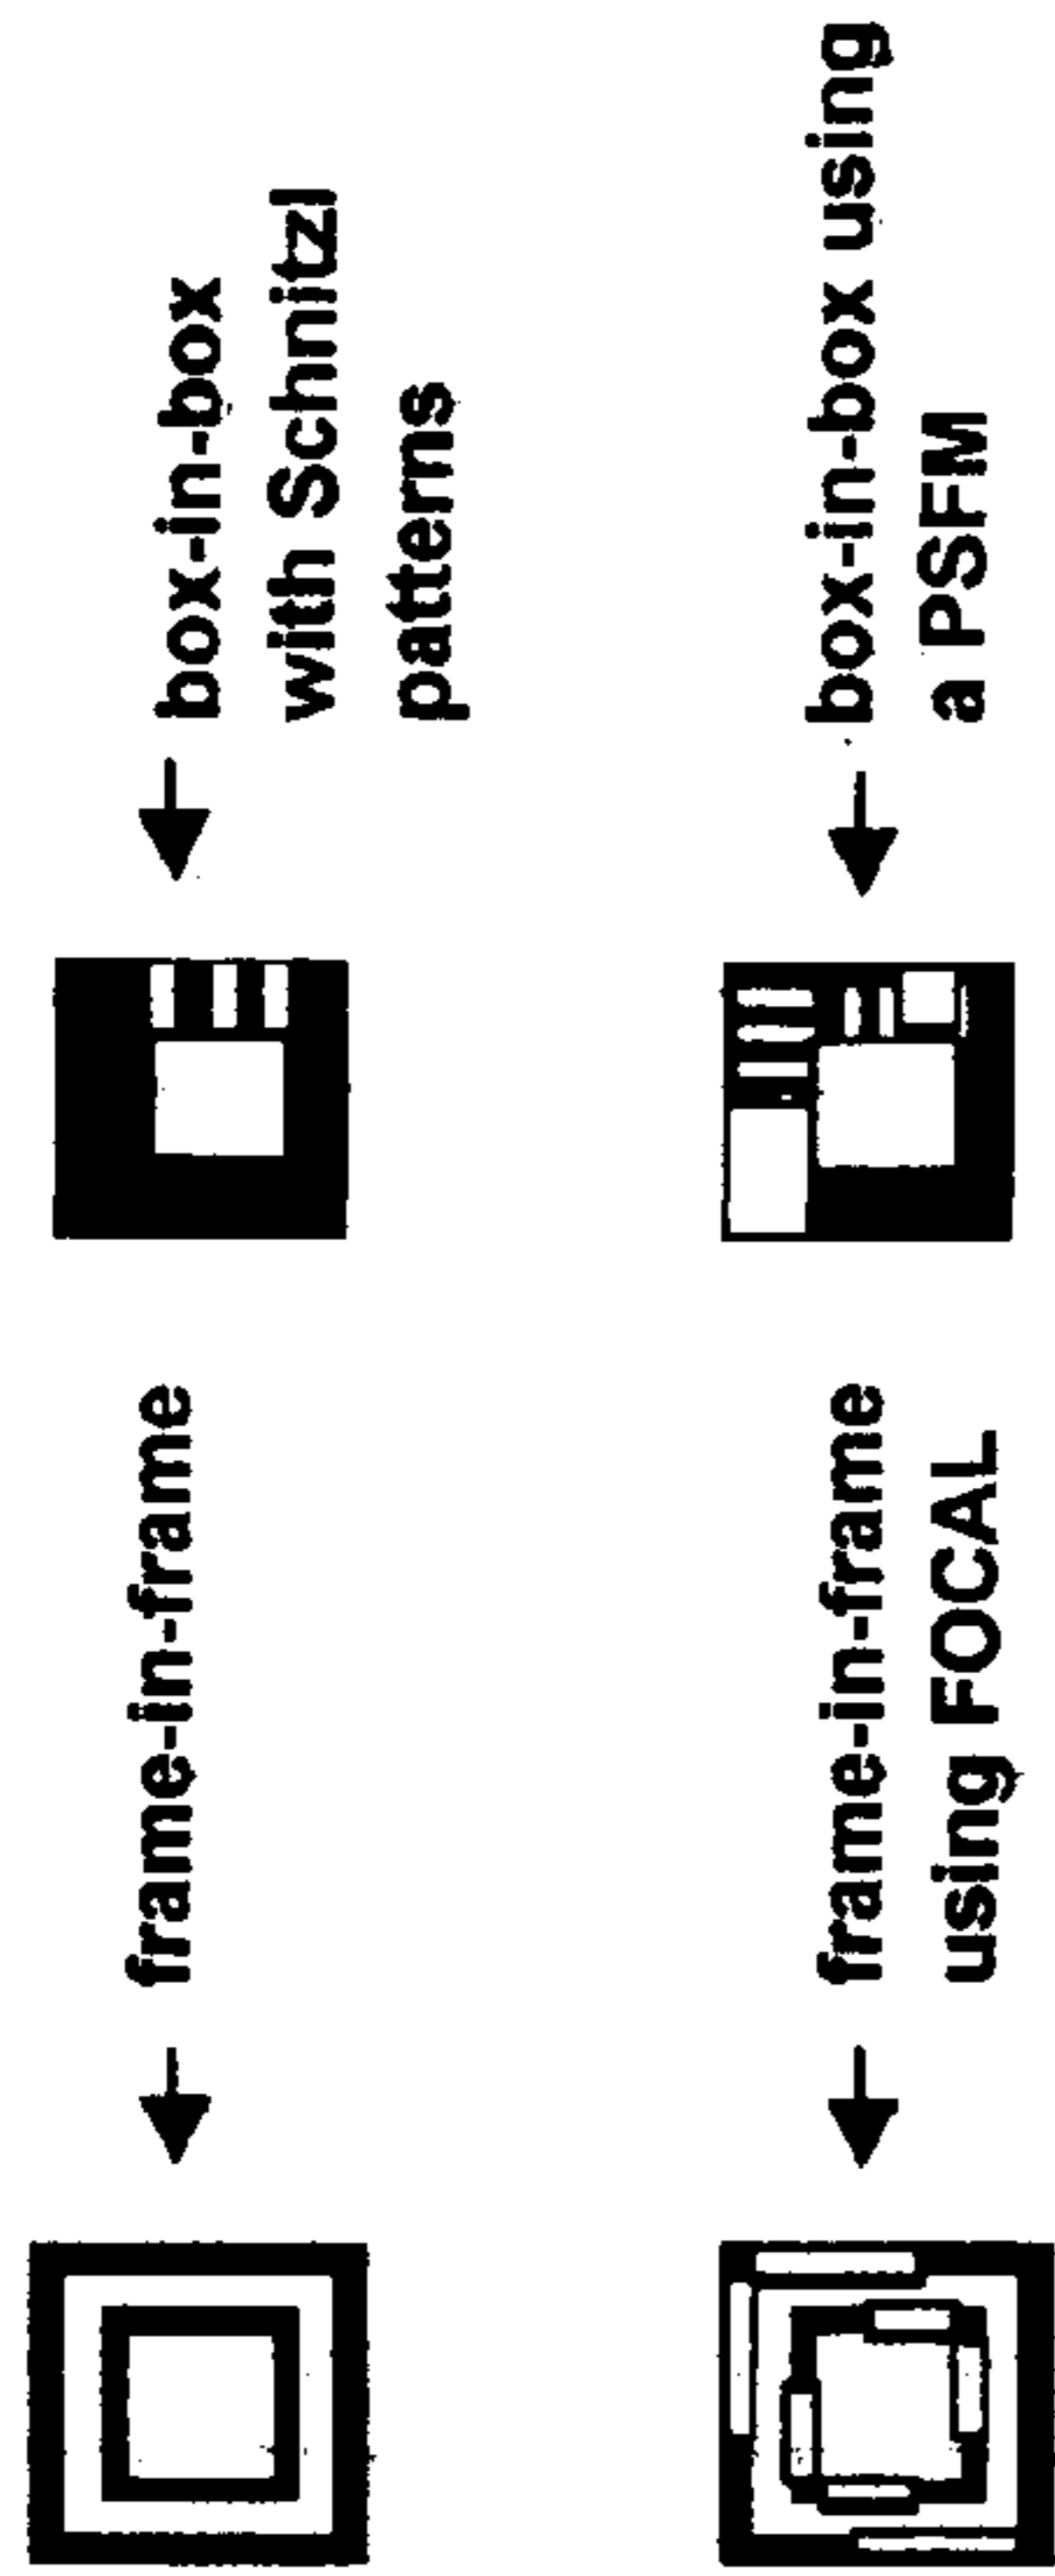 frame-in-frame
box-in-box
with Schnitzl
patterns
frame-in-frame
using FOCAL
box-in-box using
a PSFM